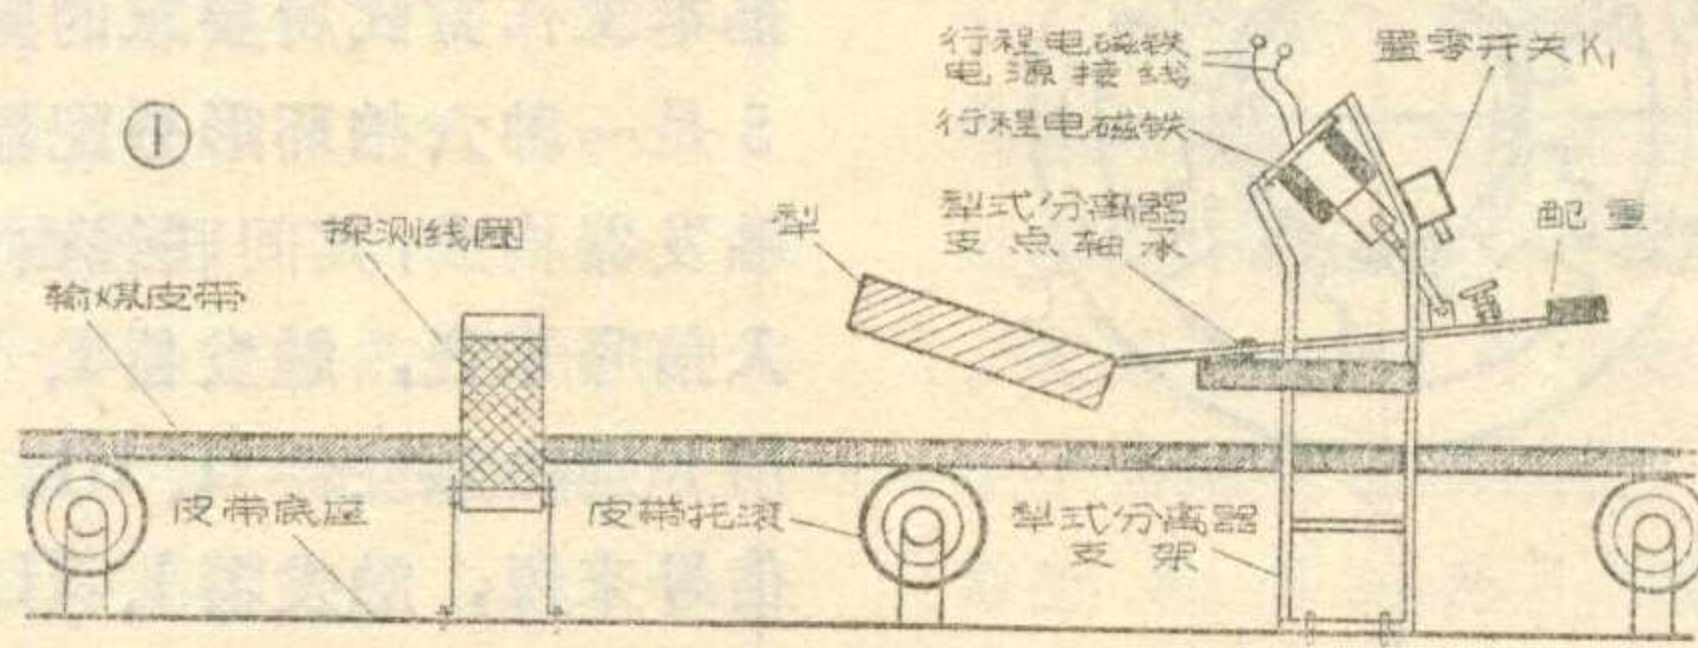 ①
行程电磁铁
电源接线
置零开关K₁
行程电磁铁
犁式分离器
支点轴承
犁
配重
探测线圈
输煤皮带
皮带底座
皮带托滚
犁式分离器
支架